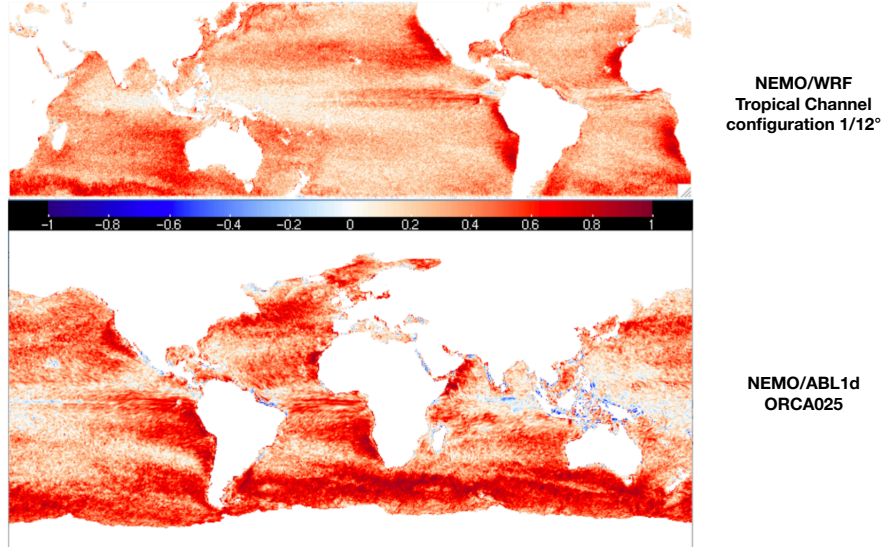 NEMO/WRF
Tropical Channel
configuration 1/12°
-1 -0.8 -0.6 -0.4 -0.2 0 0.2 0.4 0.6 0.8 1
NEMO/ABL1d
ORCA025